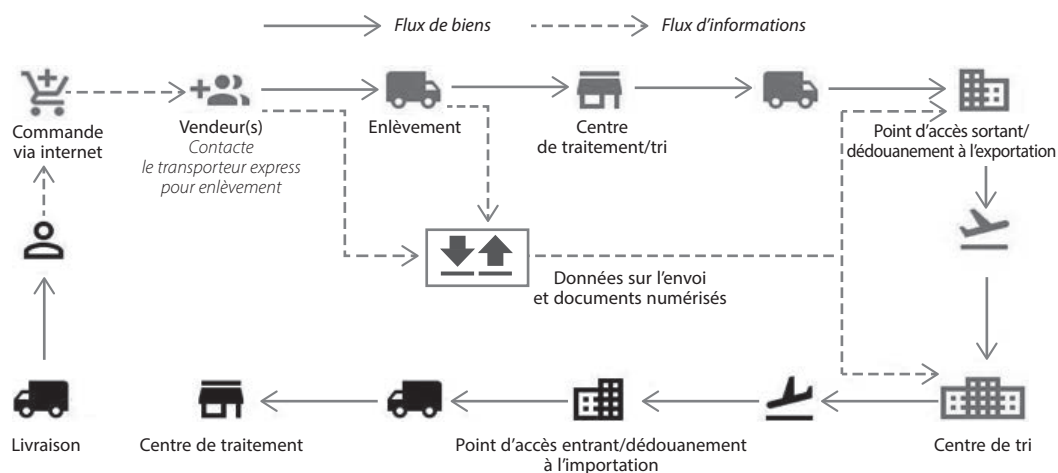 Flux de biens
Flux d'informations
Commande
via internet
Vendeur(s)
Contacte
le transporteur express
pour enlèvement
Enlèvement
Centre
de traitement/tri
Point d'accès sortant/
dédouanement à l'exportation
Données sur l'envoi
et documents numérisés
Livraison
Centre de traitement
Point d'accès entrant/dédouanement
à l'importation
Centre de tri